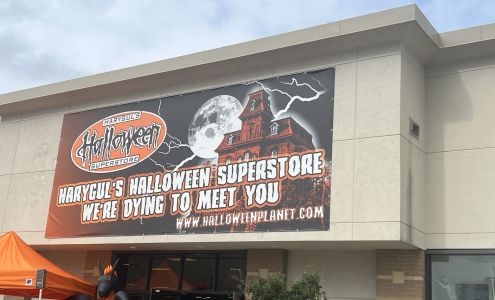 HARYGUL'S
Halloween
SUPERSTORE
HARYGUL'S HALLOWEEN SUPERSTORE
WE'RE DYING TO MEET YOU
WWW.HALLOWEENPLANET.COM